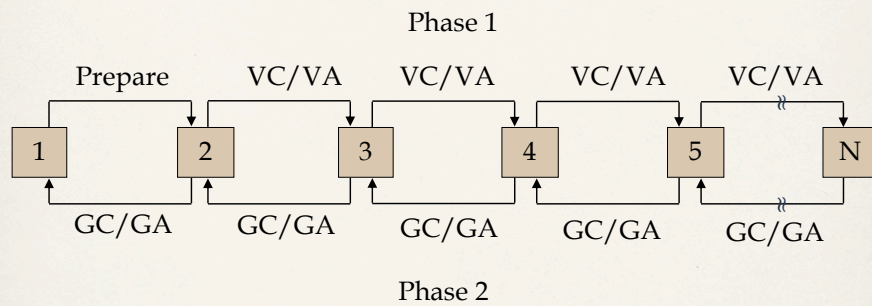 Phase 1
Prepare VC/VA VC/VA VC/VA VC/VA
1 2 3 4 5 N
GC/GA GC/GA GC/GA GC/GA GC/GA
Phase 2